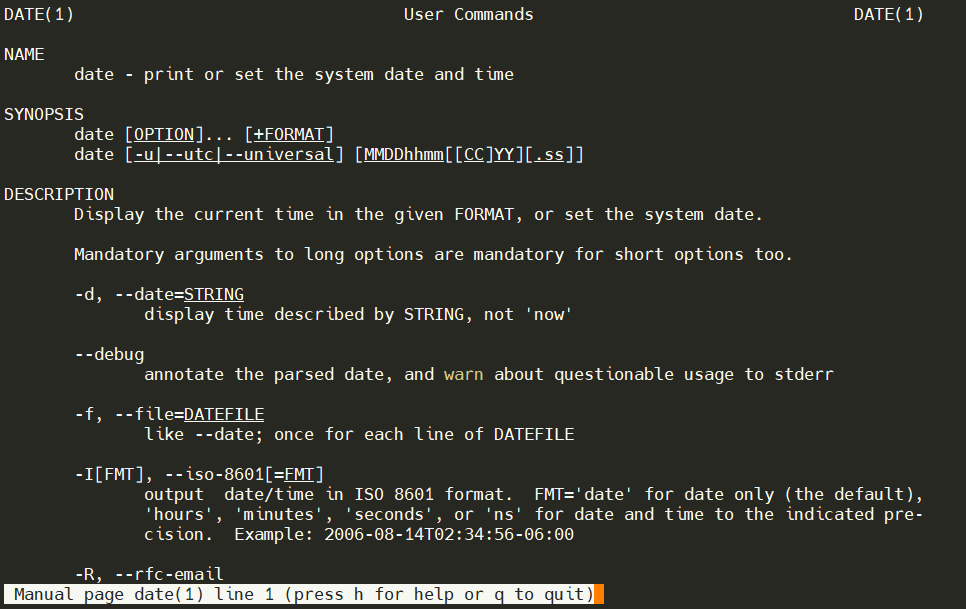 DATE(1)                                 User Commands                                DATE(1)

NAME
       date - print or set the system date and time

SYNOPSIS
       date [OPTION]... [+FORMAT]
       date [-u|--utc|--universal] [MMDDhhmm[[CC]YY][.ss]]

DESCRIPTION
       Display the current time in the given FORMAT, or set the system date.

       Mandatory arguments to long options are mandatory for short options too.

       -d, --date=STRING
              display time described by STRING, not 'now'

       --debug
              annotate the parsed date, and warn about questionable usage to stderr

       -f, --file=DATEFILE
              like --date; once for each line of DATEFILE

       -I[FMT], --iso-8601[=FMT]
              output  date/time in ISO 8601 format.  FMT='date' for date only (the default),
              'hours', 'minutes', 'seconds', or 'ns' for date and time to the indicated pre-
              cision.  Example: 2006-08-14T02:34:56-06:00

       -R, --rfc-email
 Manual page date(1) line 1 (press h for help or q to quit)